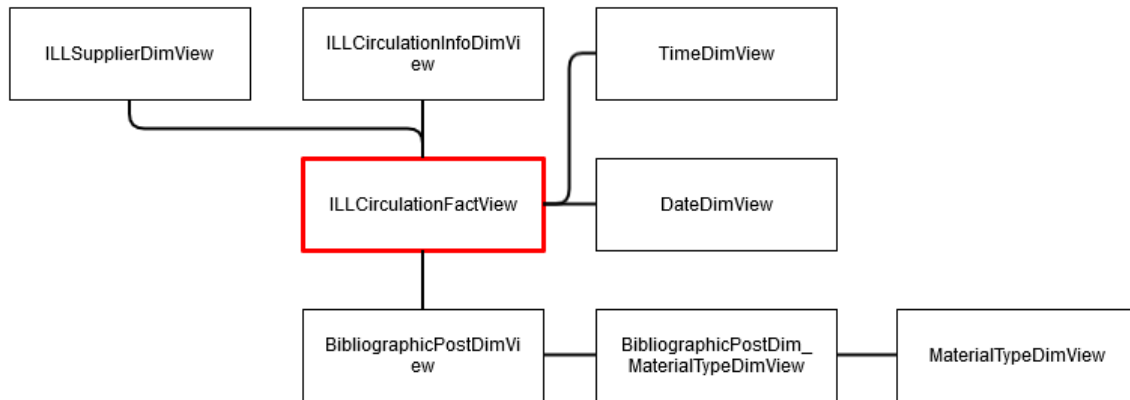 ILLSupplierDimView
ILLCirculationInfoDimVi
ew
TimeDimView
ILLCirculationFactView
DateDimView
BibliographicPostDimVi
ew
BibliographicPostDim_
MaterialTypeDimView
MaterialTypeDimView